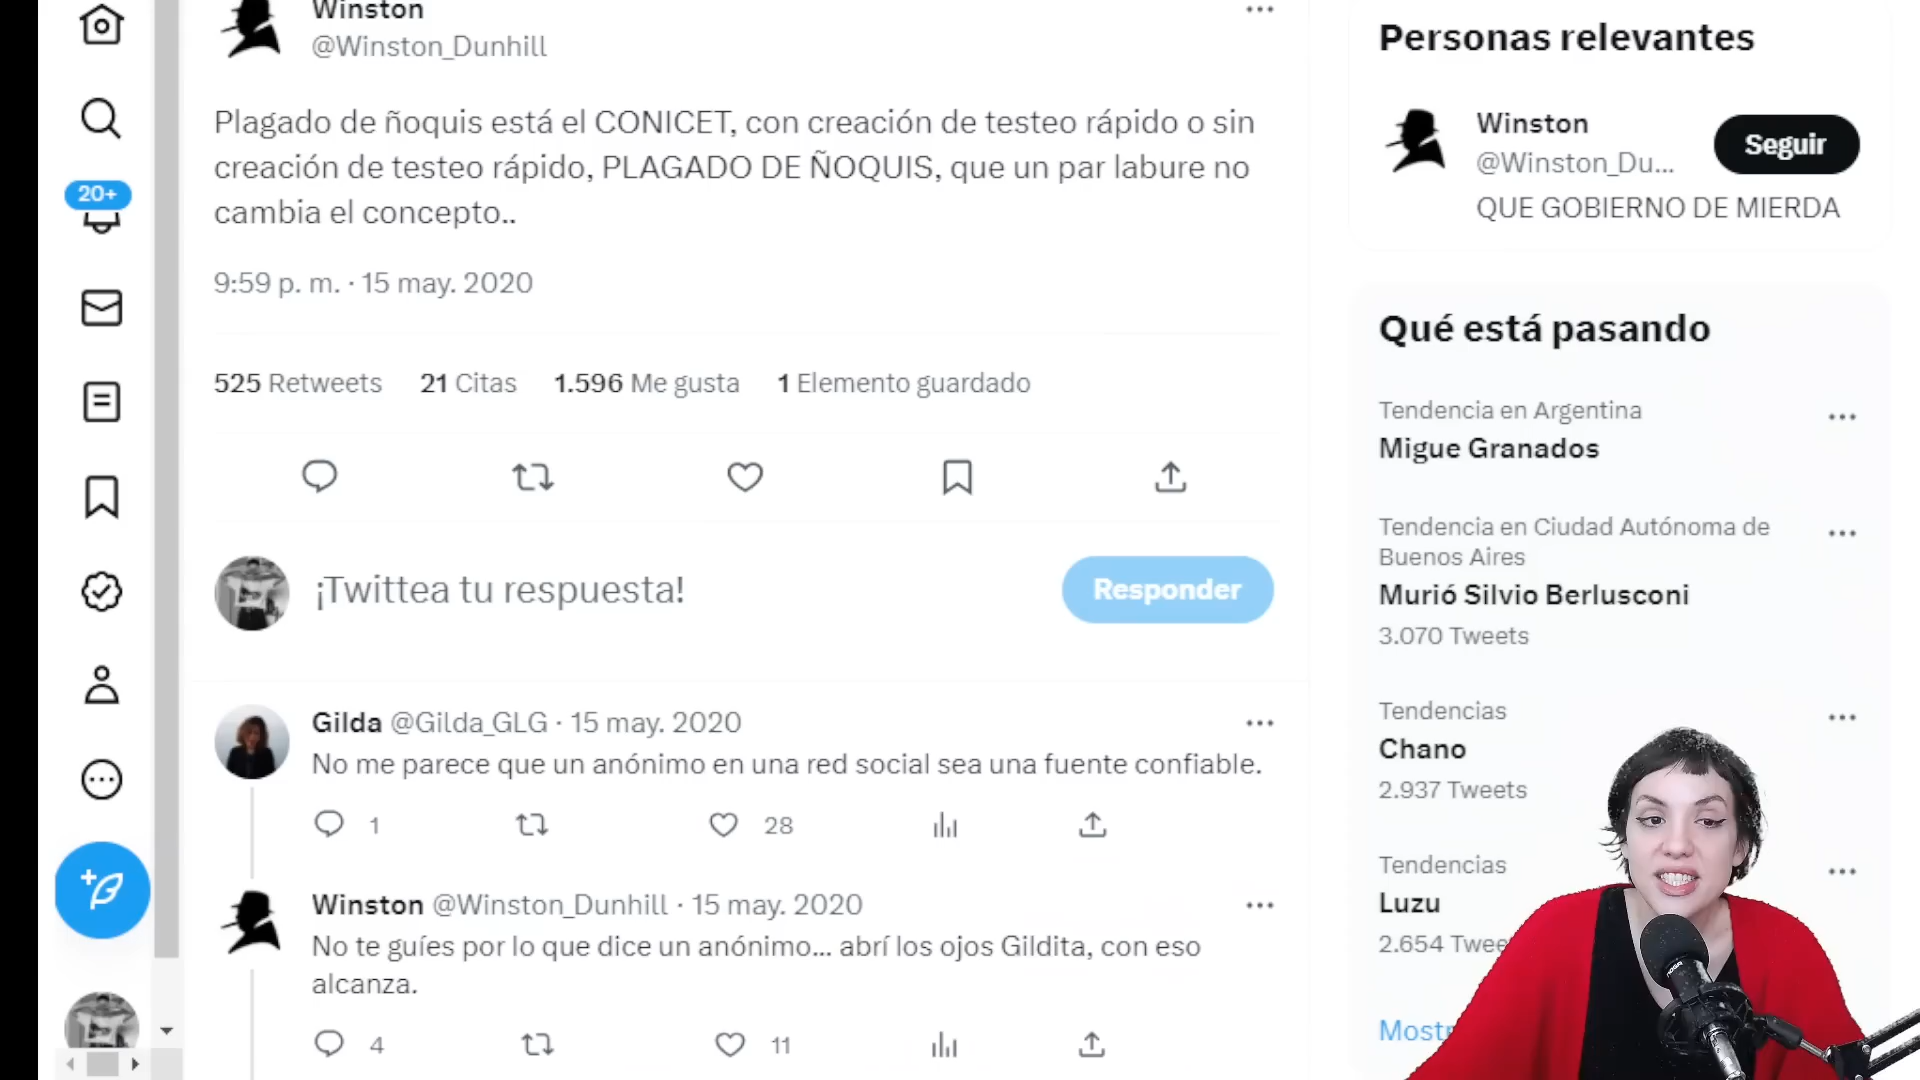 Winston
@Winston_Dunhill
Plagado de ñoquis está el CONICET, con creación de testeo rápido o sin
creación de testeo rápido, PLAGADO DE ÑOQUIS, que un par labure no
cambia el concepto..
9:59 p. m. · 15 may. 2020
525 Retweets 21 Citas 1.596 Me gusta 1 Elemento guardado
¡Twittea tu respuesta!
Responder
Gilda @Gilda_GLG · 15 may. 2020
No me parece que un anónimo en una red social sea una fuente confiable.
1 28
Winston @Winston_Dunhill · 15 may. 2020
No te guíes por lo que dice un anónimo... abrí los ojos Gildita, con eso
alcanza.
4 11
20+
Personas relevantes
Winston
@Winston_Du...
Seguir
QUE GOBIERNO DE MIERDA
Qué está pasando
Tendencia en Argentina
Migue Granados
Tendencia en Ciudad Autónoma de
Buenos Aires
Murió Silvio Berlusconi
3.070 Tweets
Tendencias
Chano
2.937 Tweets
Tendencias
Luzu
2.654